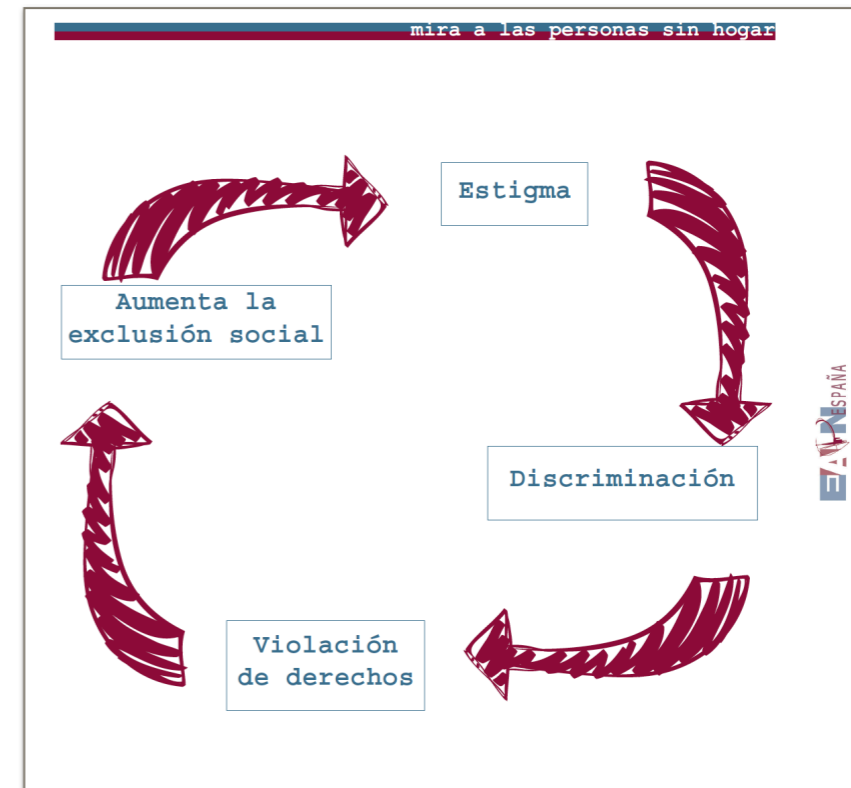 mira a las personas sin hogar
Estigma
Aumenta la
exclusión social
Discriminación
Violación
de derechos
EAPN ESPAÑA